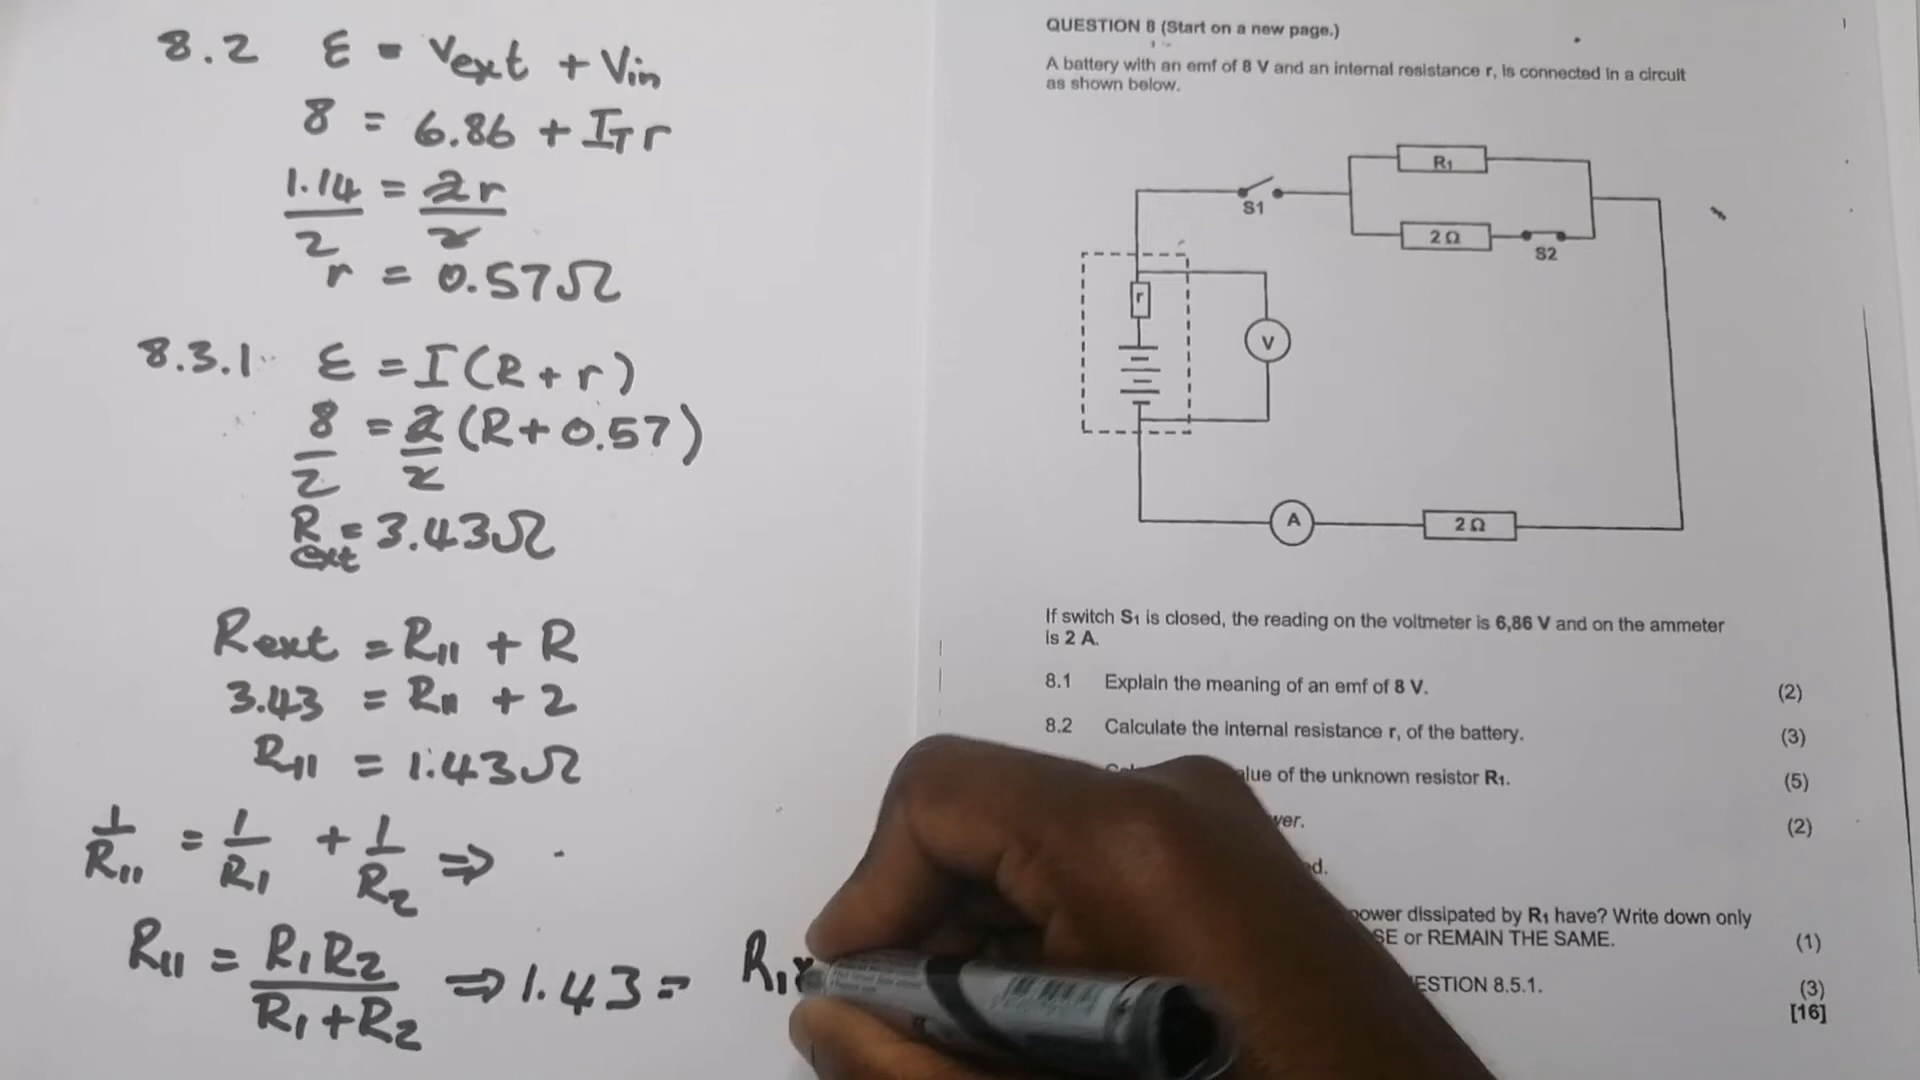 8.2 ε = Vext + Vin
8 = 6.86 + ITr
1.14 = 2r
2 2
r = 0.57Ω
8.3.1 ε = I(R+r)
8 = 2(R+0.57)
2 2
Rext = 3.43Ω
Rext = R11 + R
3.43 = R11 + 2
R11 = 1.43Ω
1/R11 = 1/R1 + 1/R2 ⇒
R11 = R1R2/R1+R2 ⇒ 1.43 = R1×
QUESTION 8 (Start on a new page.)
A battery with an emf of 8 V and an internal resistance r, is connected in a circuit
as shown below.
R1
S1
2 Ω
S2
r
V
A
2 Ω
If switch S1 is closed, the reading on the voltmeter is 6,86 V and on the ammeter
is 2 A.
8.1 Explain the meaning of an emf of 8 V. (2)
8.2 Calculate the internal resistance r, of the battery. (3)
of the unknown resistor R1. (5)
(2)
dissipated by R1 have? Write down only
or REMAIN THE SAME. (1)
8.5.1. (3)
[16]